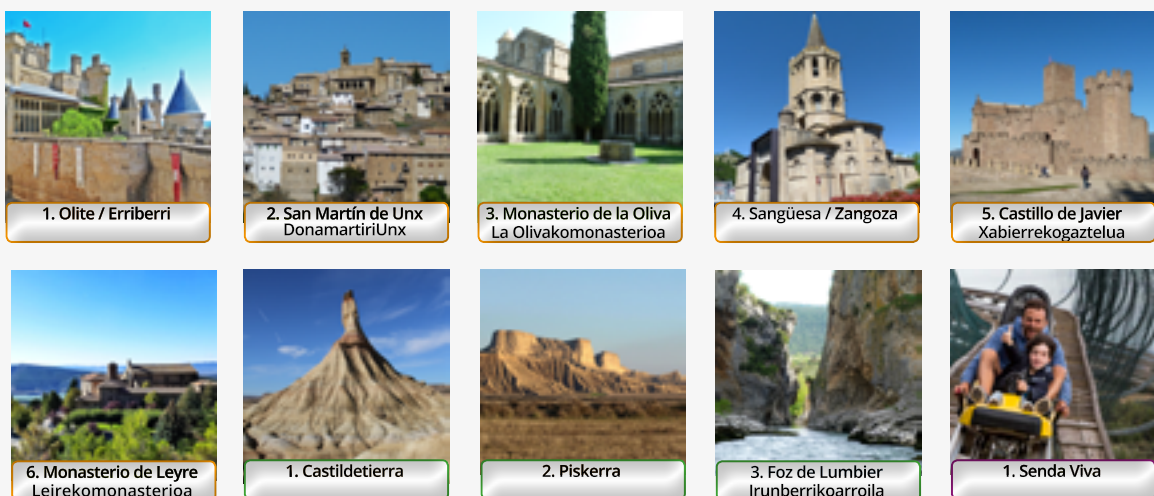 1. Olite / Erriberri
2. San Martín de Unx
DonamartiriUnx
3. Monasterio de la Oliva
La Olivakomonasterioa
4. Sangüesa / Zangoza
5. Castillo de Javier
Xabierrekogaztelua
6. Monasterio de Leyre
Leirekomonasterioa
1. Castildetierra
2. Piskerra
3. Foz de Lumbier
Irunberrikoarroila
1. Senda Viva